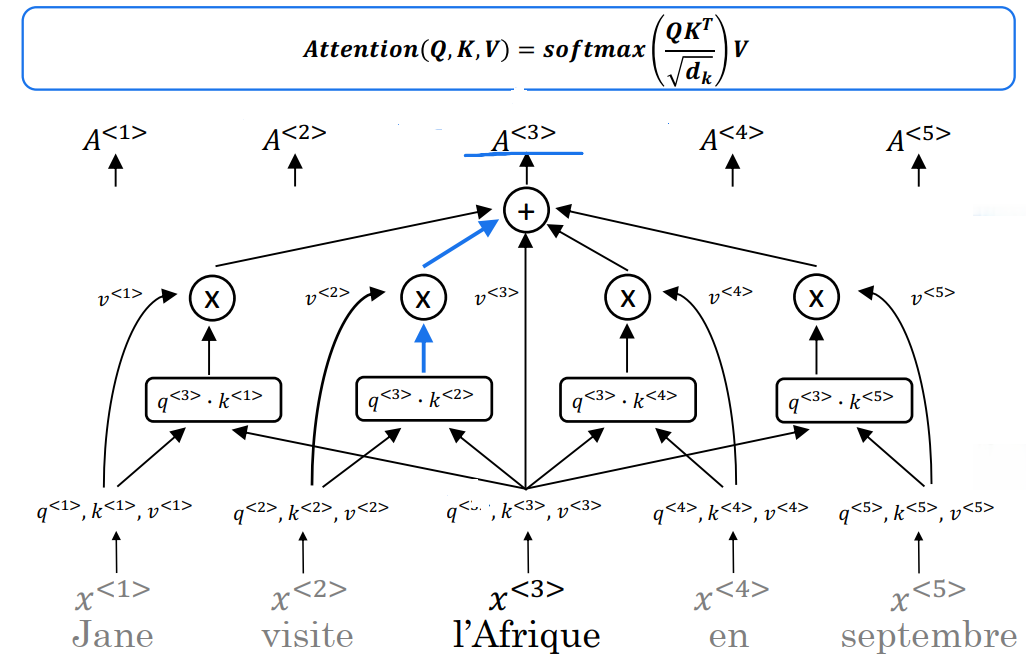 Attention(Q, K, V) = softmax(QK^T / √d_k)V
A^<1> A^<2> A^<3> A^<4> A^<5>
+
v^<1> x v^<2> x v^<3> x v^<4> x v^<5>
q^<3> · k^<1> q^<3> · k^<2> q^<3> · k^<4> q^<3> · k^<5>
q^<1>, k^<1>, v^<1> q^<2>, k^<2>, v^<2> k^<3>, v^<3> q^<4>, k^<4>, v^<4> q^<5>, k^<5>, v^<5>
x^<1> x^<2> x^<3> x^<4> x^<5>
Jane visite l'Afrique en septembre